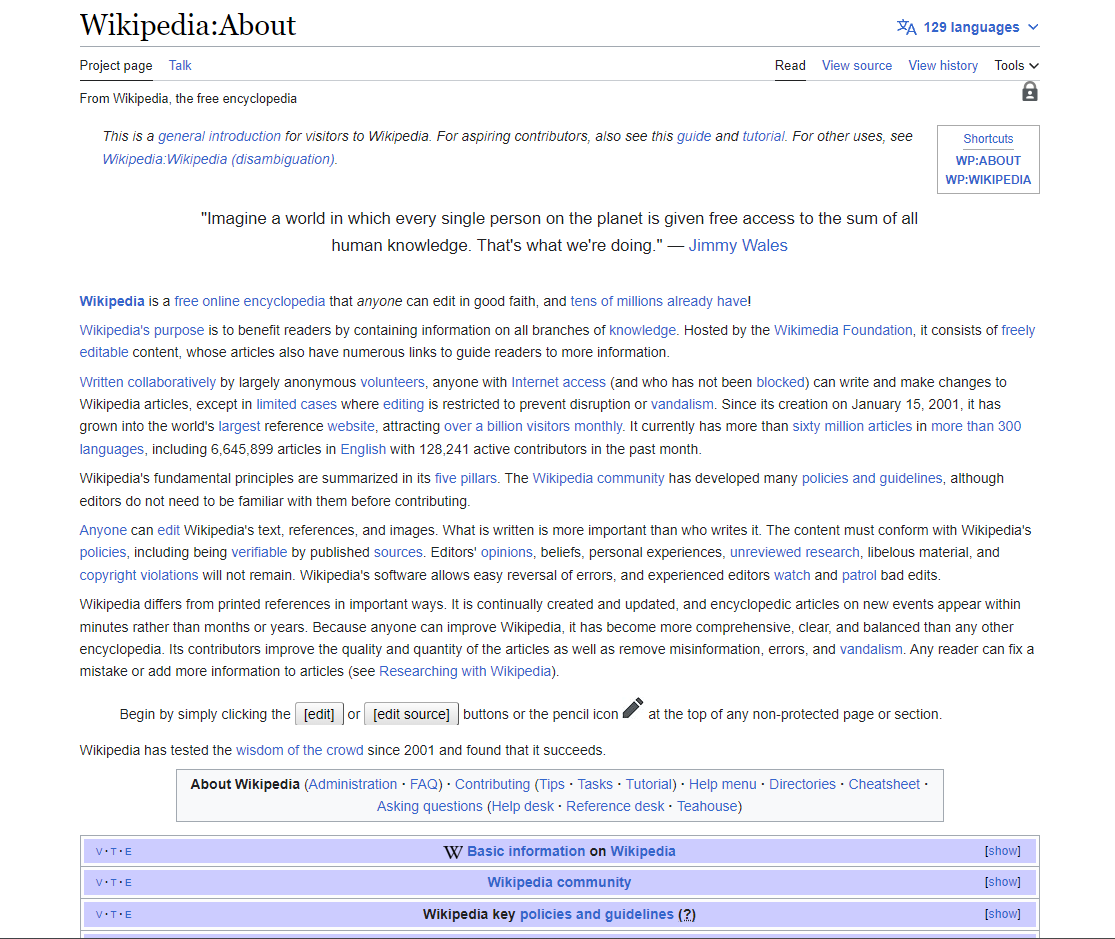 Wikipedia:About
129 languages
Project page Talk
Read View source View history Tools
From Wikipedia, the free encyclopedia
This is a general introduction for visitors to Wikipedia. For aspiring contributors, also see this guide and tutorial. For other uses, see
Wikipedia:Wikipedia (disambiguation).
Shortcuts
WP:ABOUT
WP:WIKIPEDIA
"Imagine a world in which every single person on the planet is given free access to the sum of all
human knowledge. That's what we're doing." — Jimmy Wales
Wikipedia is a free online encyclopedia that anyone can edit in good faith, and tens of millions already have!
Wikipedia's purpose is to benefit readers by containing information on all branches of knowledge. Hosted by the Wikimedia Foundation, it consists of freely
editable content, whose articles also have numerous links to guide readers to more information.
Written collaboratively by largely anonymous volunteers, anyone with Internet access (and who has not been blocked) can write and make changes to
Wikipedia articles, except in limited cases where editing is restricted to prevent disruption or vandalism. Since its creation on January 15, 2001, it has
grown into the world's largest reference website, attracting over a billion visitors monthly. It currently has more than sixty million articles in more than 300
languages, including 6,645,899 articles in English with 128,241 active contributors in the past month.
Wikipedia's fundamental principles are summarized in its five pillars. The Wikipedia community has developed many policies and guidelines, although
editors do not need to be familiar with them before contributing.
Anyone can edit Wikipedia's text, references, and images. What is written is more important than who writes it. The content must conform with Wikipedia's
policies, including being verifiable by published sources. Editors' opinions, beliefs, personal experiences, unreviewed research, libelous material, and
copyright violations will not remain. Wikipedia's software allows easy reversal of errors, and experienced editors watch and patrol bad edits.
Wikipedia differs from printed references in important ways. It is continually created and updated, and encyclopedic articles on new events appear within
minutes rather than months or years. Because anyone can improve Wikipedia, it has become more comprehensive, clear, and balanced than any other
encyclopedia. Its contributors improve the quality and quantity of the articles as well as remove misinformation, errors, and vandalism. Any reader can fix a
mistake or add more information to articles (see Researching with Wikipedia).
Begin by simply clicking the [edit] or [edit source] buttons or the pencil icon at the top of any non-protected page or section.
Wikipedia has tested the wisdom of the crowd since 2001 and found that it succeeds.
About Wikipedia (Administration · FAQ) · Contributing (Tips · Tasks · Tutorial) · Help menu · Directories · Cheatsheet ·
Asking questions (Help desk · Reference desk · Teahouse)
V · T · E W Basic information on Wikipedia [show]
V · T · E Wikipedia community [show]
V · T · E Wikipedia key policies and guidelines (?) [show]